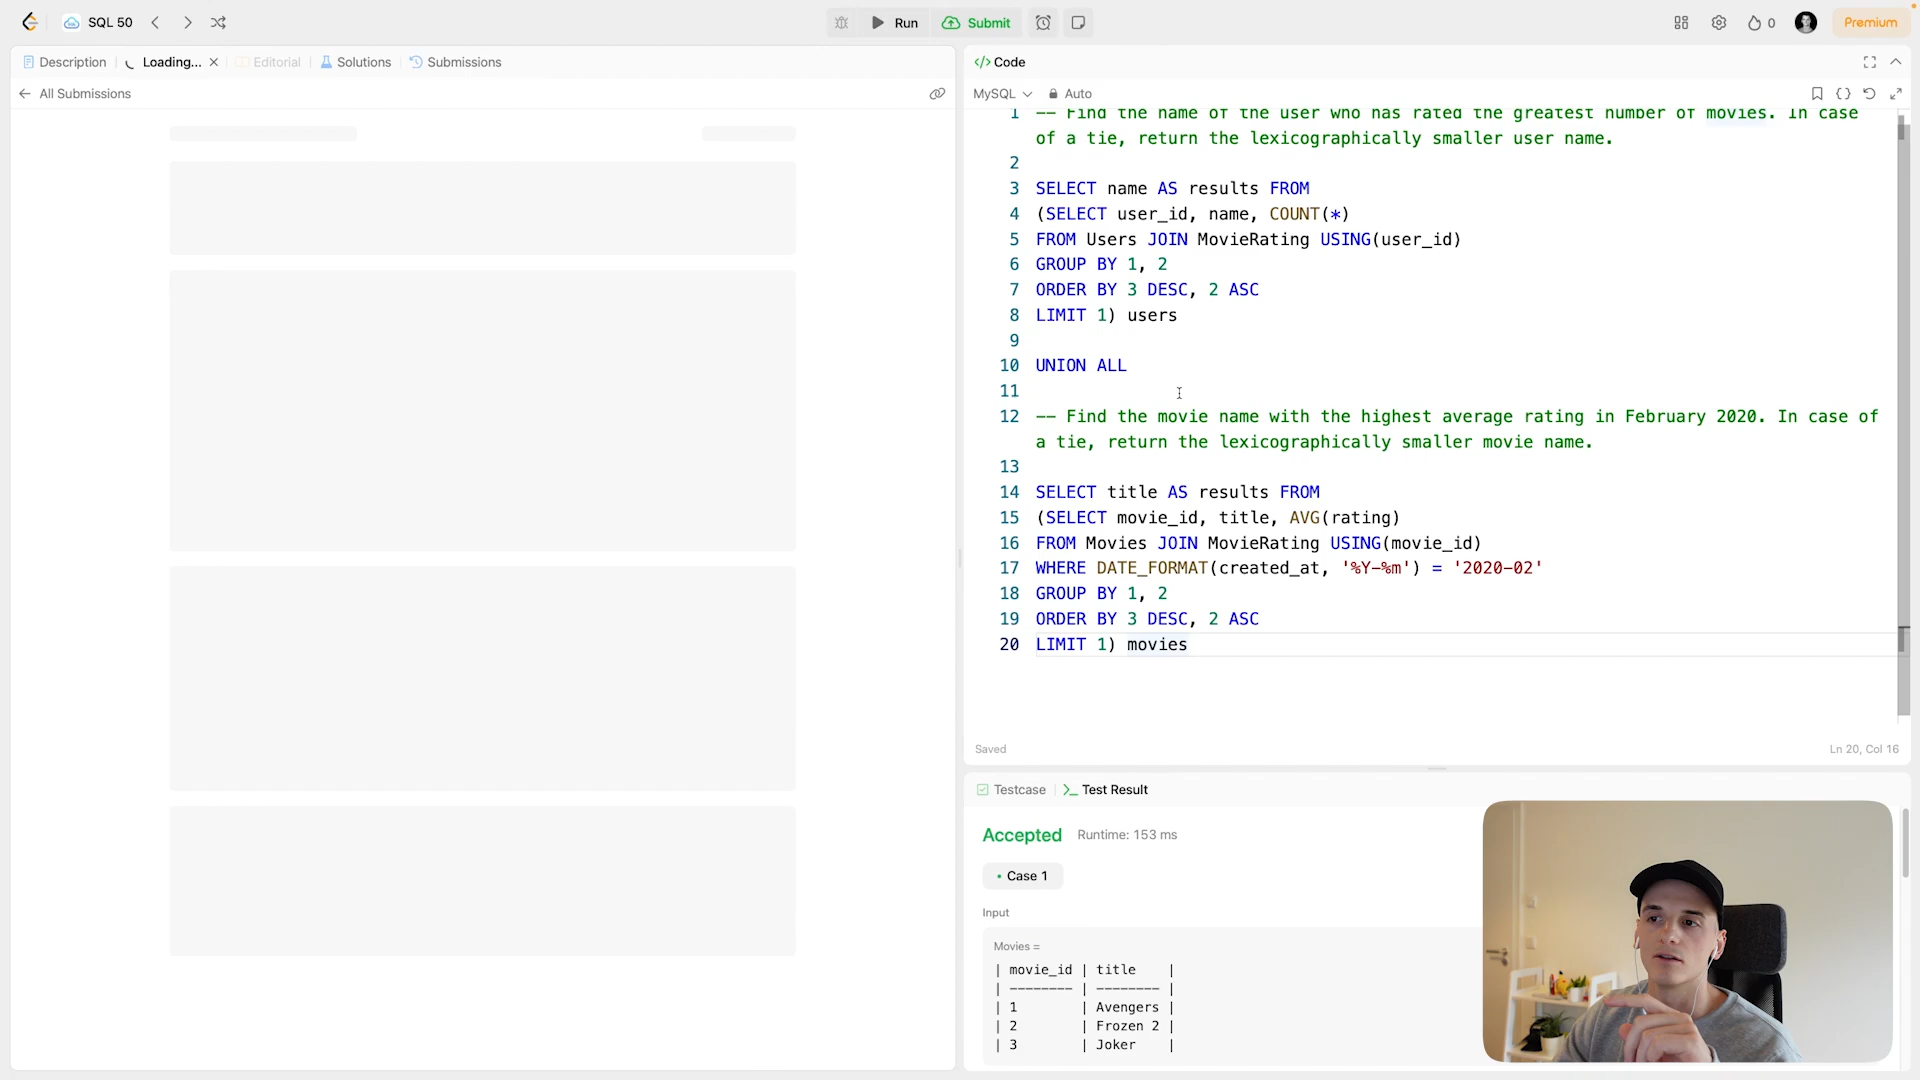 SQL 50
Run
Submit
0
Premium
Description
Loading...
Editorial
Solutions
Submissions
All Submissions
</> Code
MySQL
Auto
1 -- Find the name of the user who has rated the greatest number of movies. In case
of a tie, return the lexicographically smaller user name.
2
3 SELECT name AS results FROM
4 (SELECT user_id, name, COUNT(*)
5 FROM Users JOIN MovieRating USING(user_id)
6 GROUP BY 1, 2
7 ORDER BY 3 DESC, 2 ASC
8 LIMIT 1) users
9
10 UNION ALL
11
12 -- Find the movie name with the highest average rating in February 2020. In case of
a tie, return the lexicographically smaller movie name.
13
14 SELECT title AS results FROM
15 (SELECT movie_id, title, AVG(rating)
16 FROM Movies JOIN MovieRating USING(movie_id)
17 WHERE DATE_FORMAT(created_at, '%Y-%m') = '2020-02'
18 GROUP BY 1, 2
19 ORDER BY 3 DESC, 2 ASC
20 LIMIT 1) movies
Saved
Ln 20, Col 16
Testcase
>_ Test Result
Accepted
Runtime: 153 ms
• Case 1
Input
Movies =
| movie_id | title |
| -------- | -------- |
| 1 | Avengers |
| 2 | Frozen 2 |
| 3 | Joker |